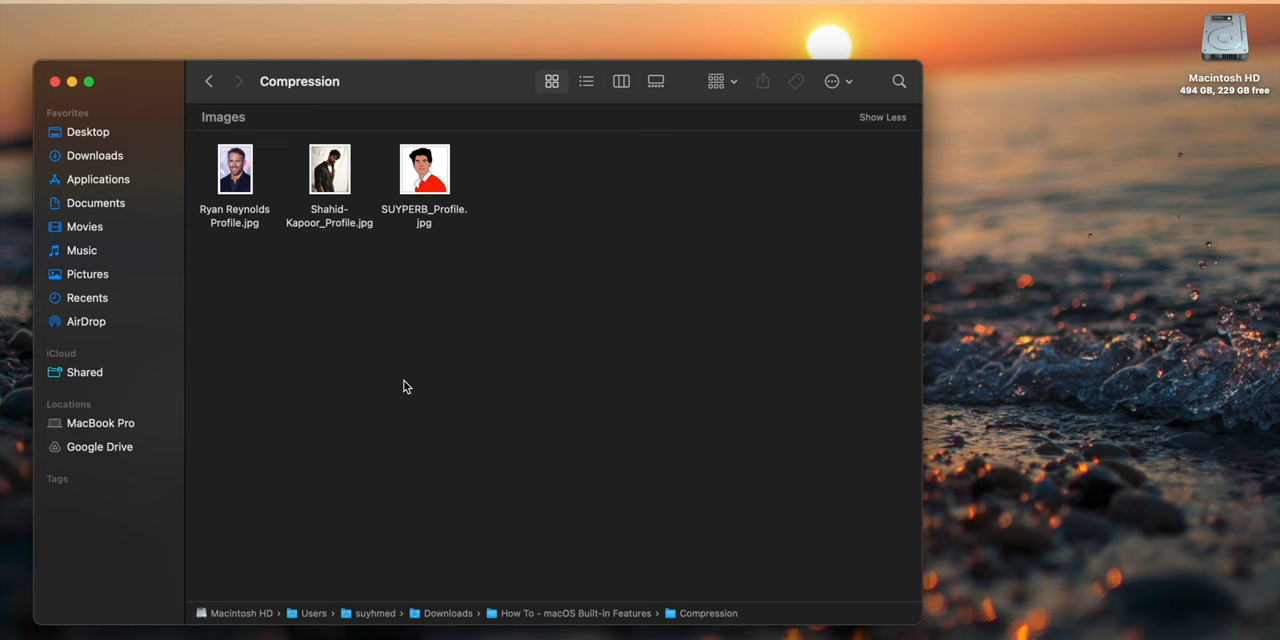 Compression
Macintosh HD
494 GB, 229 GB free
Favorites
Desktop
Downloads
Applications
Documents
Movies
Music
Pictures
Recents
AirDrop
iCloud
Shared
Locations
MacBook Pro
Google Drive
Tags
Images
Show Less
Ryan Reynolds
Profile.jpg
Shahid-
Kapoor_Profile.jpg
SUYPERB_Profile.
jpg
Macintosh HD › Users › suyhmed › Downloads › How To - macOS Built-in Features › Compression